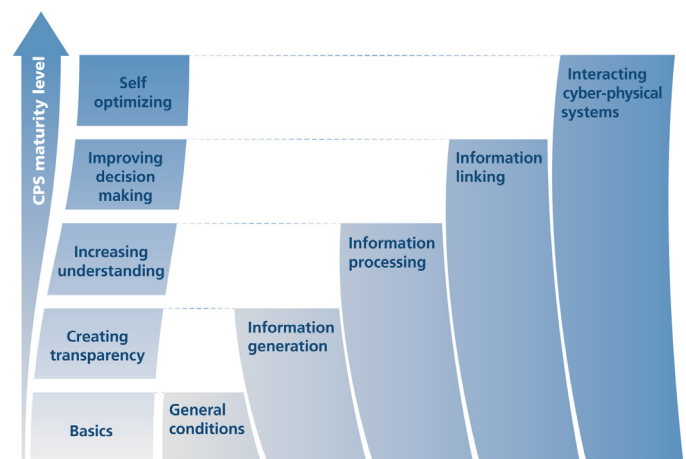 CPS maturity level
Self
optimizing
Improving
decision
making
Increasing
understanding
Creating
transparency
Basics
General
conditions
Information
generation
Information
processing
Information
linking
Interacting
cyber-physical
systems